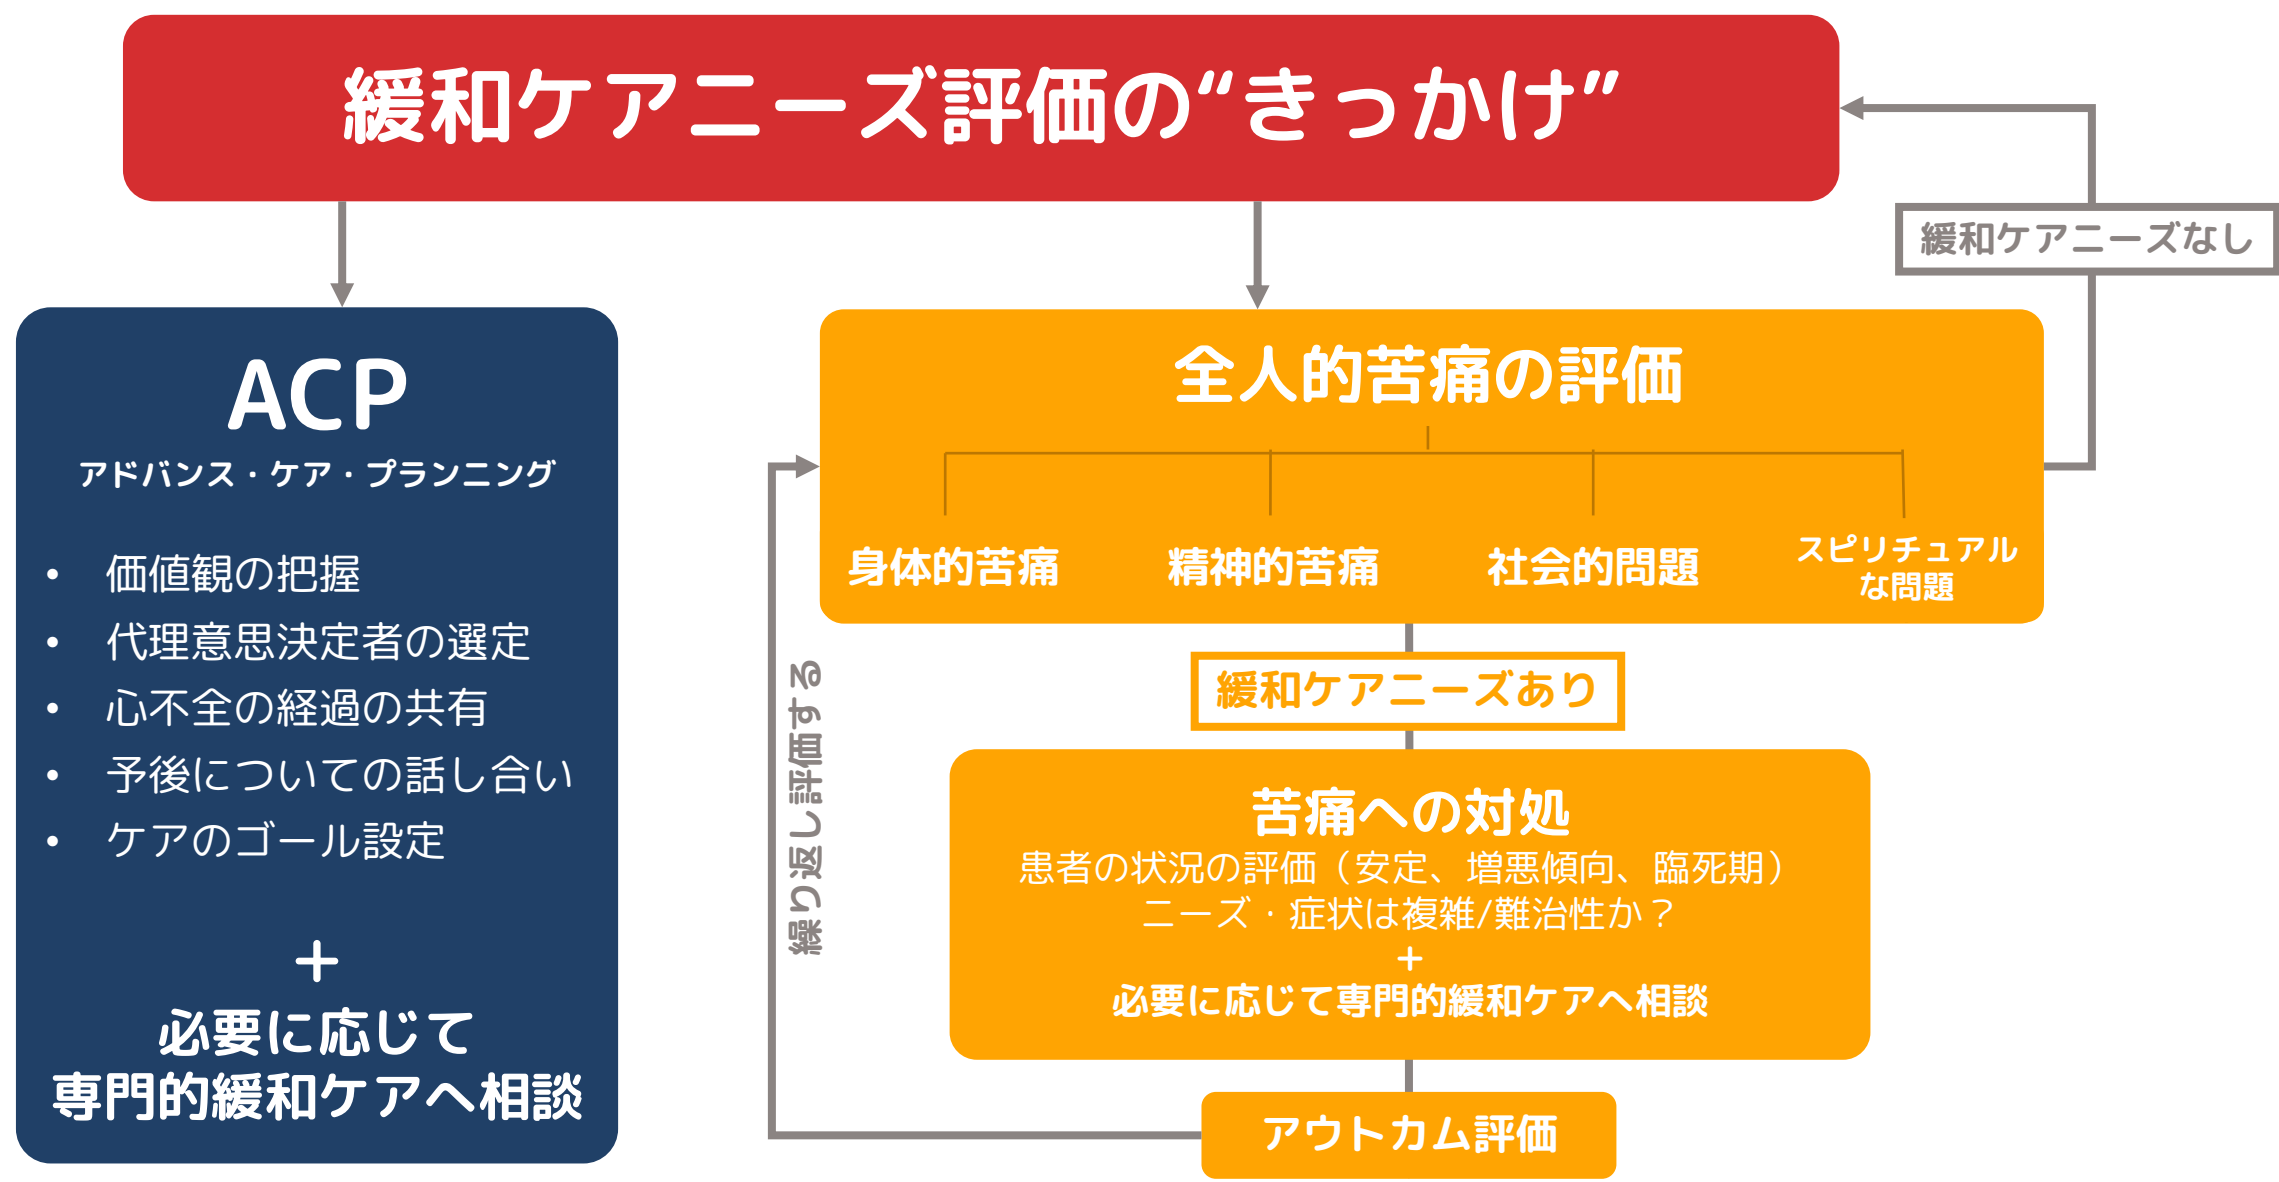 緩和ケアニーズ評価の“きっかけ”
緩和ケアニーズなし
ACP
アドバンス・ケア・プランニング
• 価値観の把握
• 代理意思決定者の選定
• 心不全の経過の共有
• 予後についての話し合い
• ケアのゴール設定
+
必要に応じて
専門的緩和ケアへ相談
全人的苦痛の評価
身体的苦痛
精神的苦痛
社会的問題
スピリチュアル
な問題
緩和ケアニーズあり
繰り返し評価する
苦痛への対処
患者の状況の評価（安定、増悪傾向、臨死期）
ニーズ・症状は複雑/難治性か？
+
必要に応じて専門的緩和ケアへ相談
アウトカム評価